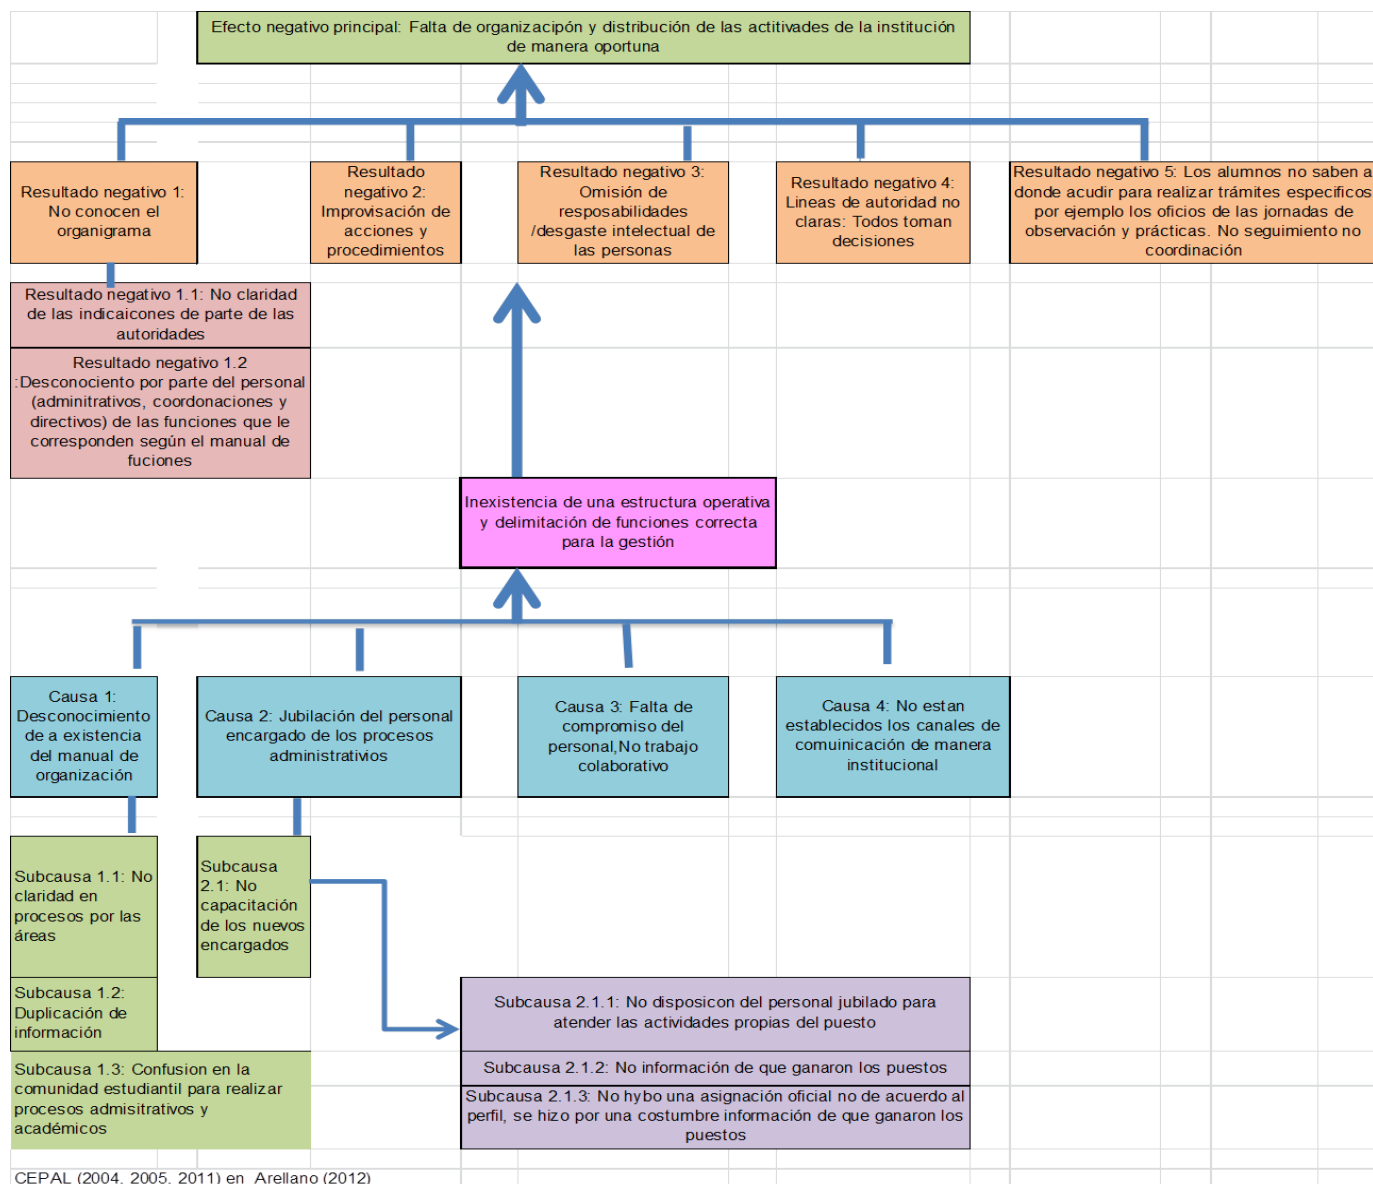 Efecto negativo principal: Falta de organizacipón y distribución de las actitivades de la institución
de manera oportuna
Resultado negativo 1:
No conocen el
organigrama
Resultado
negativo 2:
Improvisación de
acciones y
procedimientos
Resultado negativo 3:
Omisión de
resposabilidades
/desgaste intelectual de
las personas
Resultado negativo 4:
Lineas de autoridad no
claras: Todos toman
decisiones
Resultado negativo 5: Los alumnos no saben a
donde acudir para realizar trámites especificos
por ejemplo los oficios de las jornadas de
observación y prácticas. No seguimiento no
coordinación
Resultado negativo 1.1: No claridad
de las indicaicones de parte de las
autoridades
Resultado negativo 1.2
:Desconociento por parte del personal
(adminitrativos, coordonaciones y
directivos) de las funciones que le
corresponden según el manual de
fuciones
Inexistencia de una estructura operativa
y delimitación de funciones correcta
para la gestión
Causa 1:
Desconocimiento
de a existencia
del manual de
organización
Causa 2: Jubilación del personal
encargado de los procesos
administrativios
Causa 3: Falta de
compromiso del
personal,No trabajo
colaborativo
Causa 4: No estan
establecidos los canales de
comuinicación de manera
institucional
Subcausa 1.1: No
claridad en
procesos por las
áreas
Subcausa
2.1: No
capacitación
de los nuevos
encargados
Subcausa 1.2:
Duplicación de
información
Subcausa 1.3: Confusion en la
comunidad estudiantil para realizar
procesos admisitrativos y
académicos
Subcausa 2.1.1: No disposicon del personal jubilado para
atender las actividades propias del puesto
Subcausa 2.1.2: No información de que ganaron los puestos
Subcausa 2.1.3: No hybo una asignación oficial no de acuerdo al
perfil, se hizo por una costumbre información de que ganaron los
puestos
CEPAL (2004, 2005, 2011) en Arellano (2012)